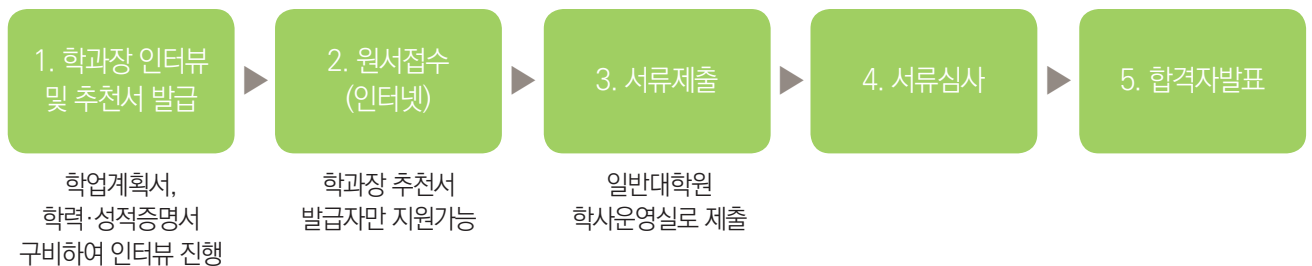 1. 학과장 인터뷰
및 추천서 발급
2. 원서접수
(인터넷)
3. 서류제출
4. 서류심사
5. 합격자발표
학업계획서,
학력·성적증명서
구비하여 인터뷰 진행
학과장 추천서
발급자만 지원가능
일반대학원
학사운영실로 제출